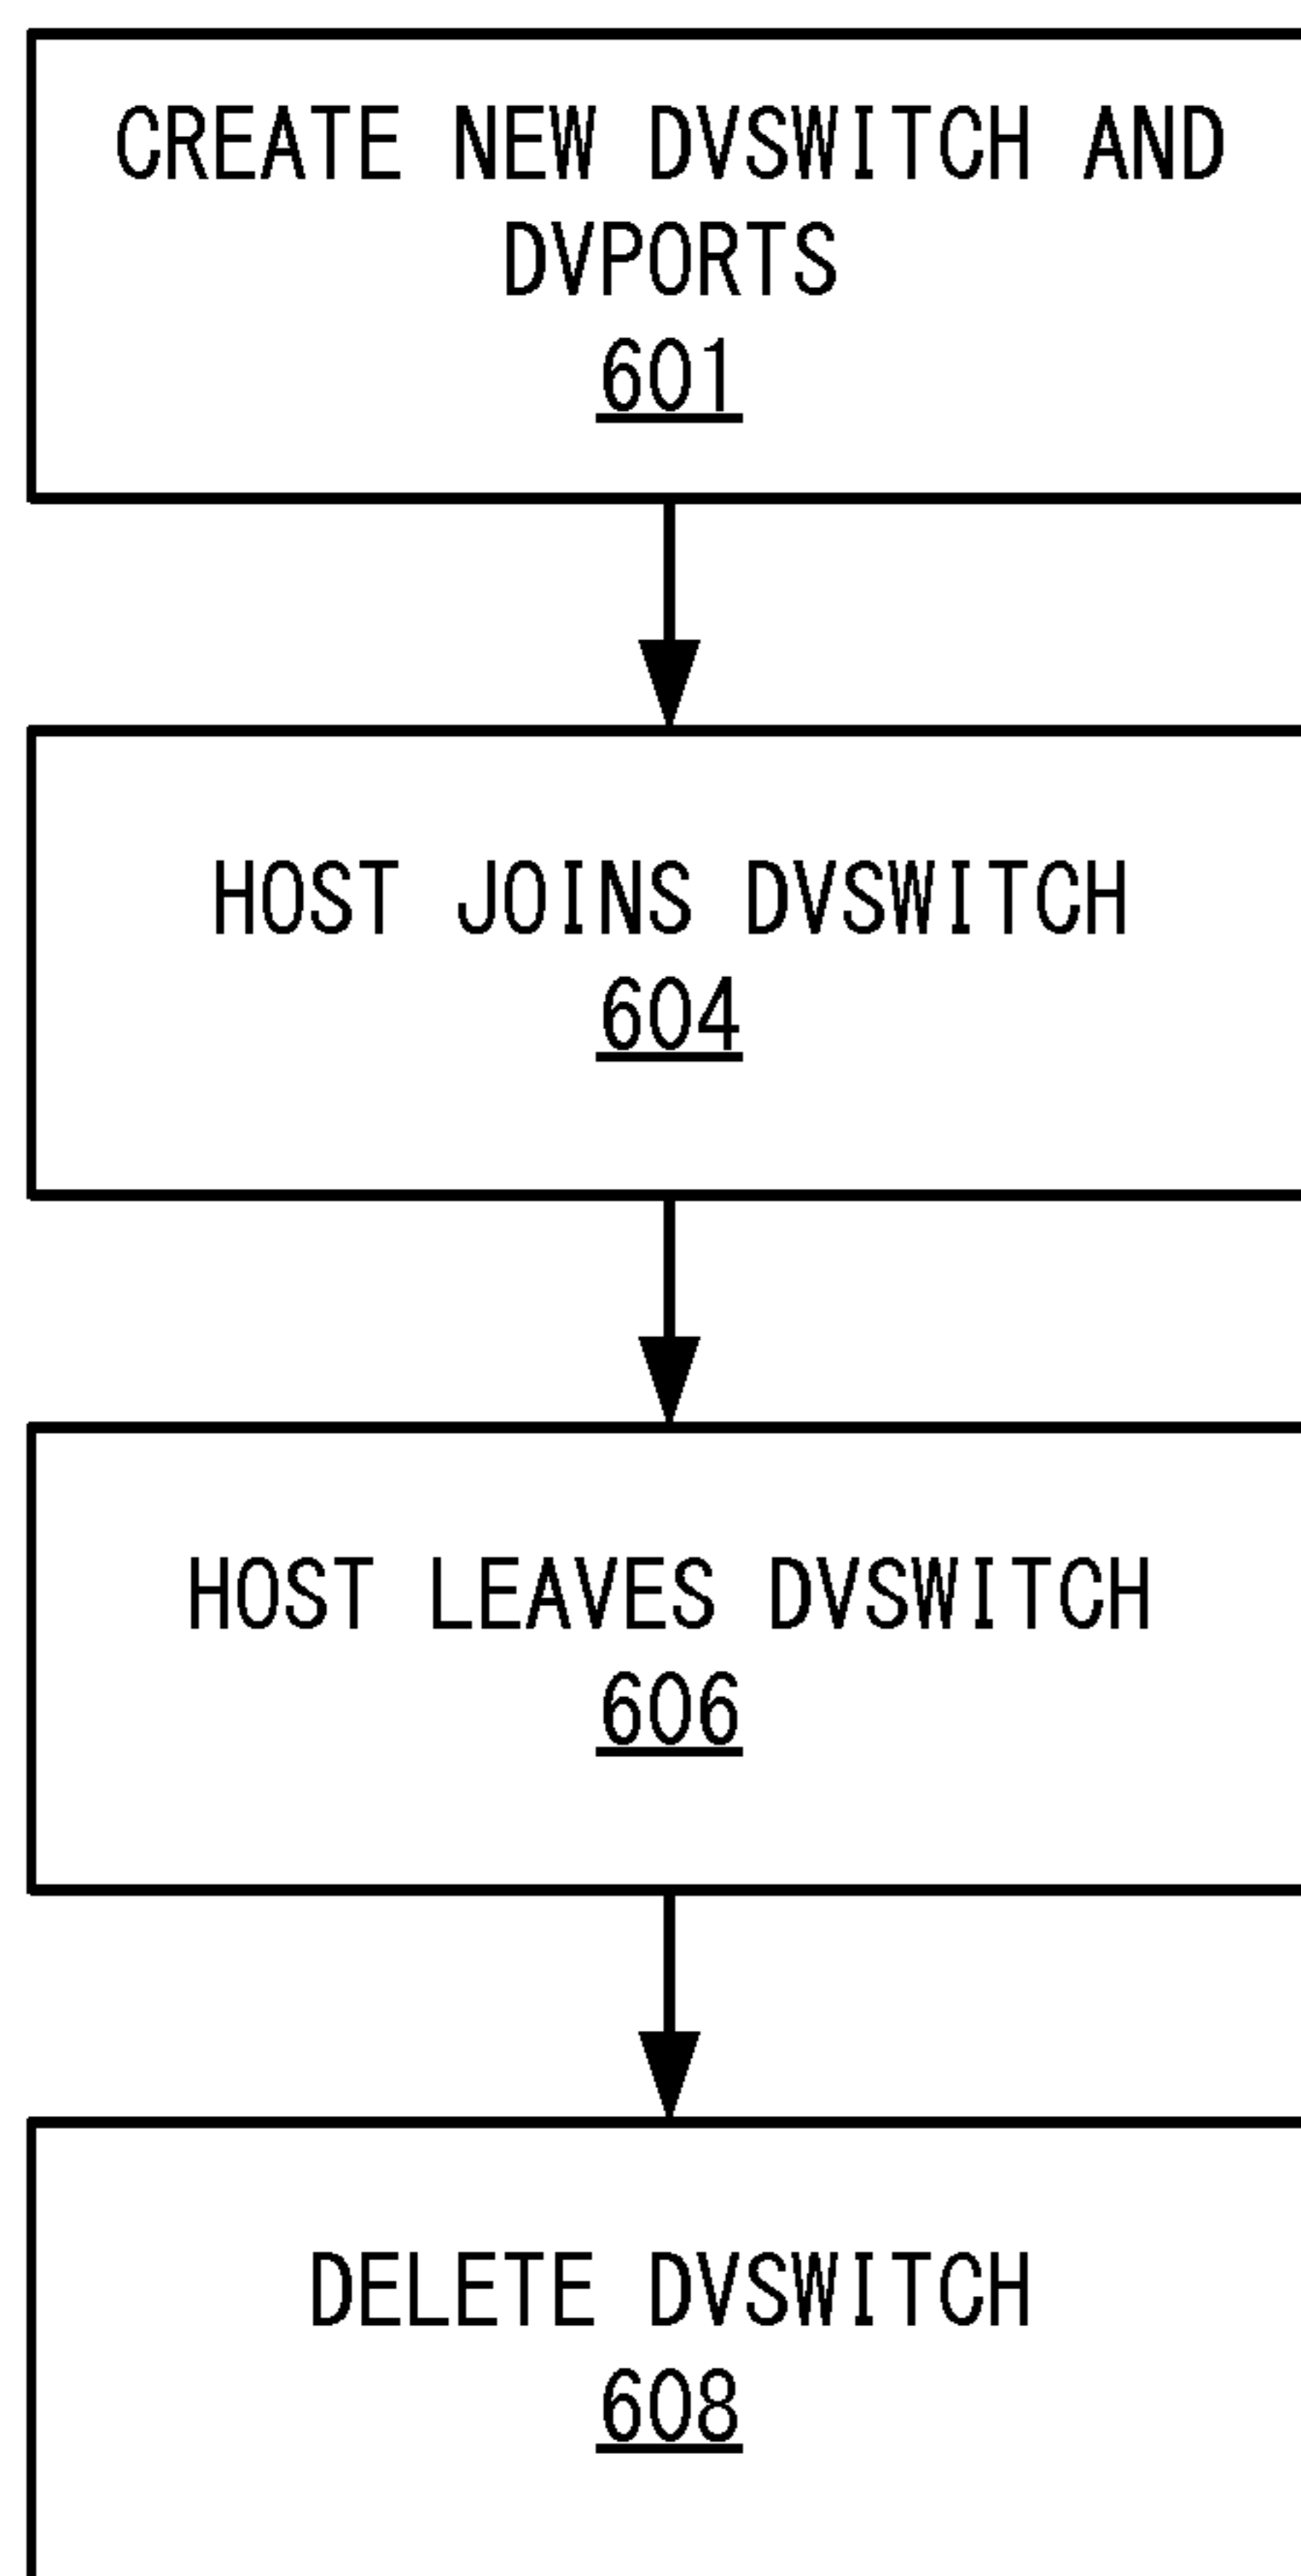 CREATE NEW DVSWITCH AND
DVPORTS
601
HOST JOINS DVSWITCH
604
HOST LEAVES DVSWITCH
606
DELETE DVSWITCH
608